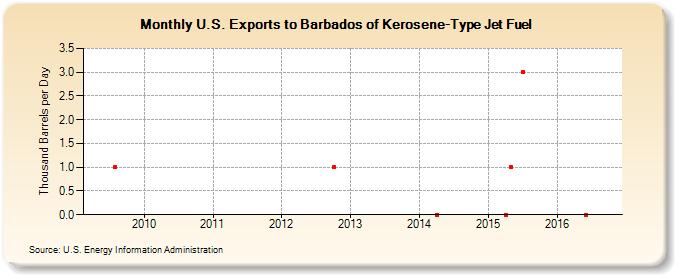 Monthly U.S. Exports to Barbados of Kerosene-Type Jet Fuel
Thousand Barrels per Day
3.5
3.0
2.5
2.0
1.5
1.0
0.5
0.0
2010 2011 2012 2013 2014 2015 2016
Source: U.S. Energy Information Administration